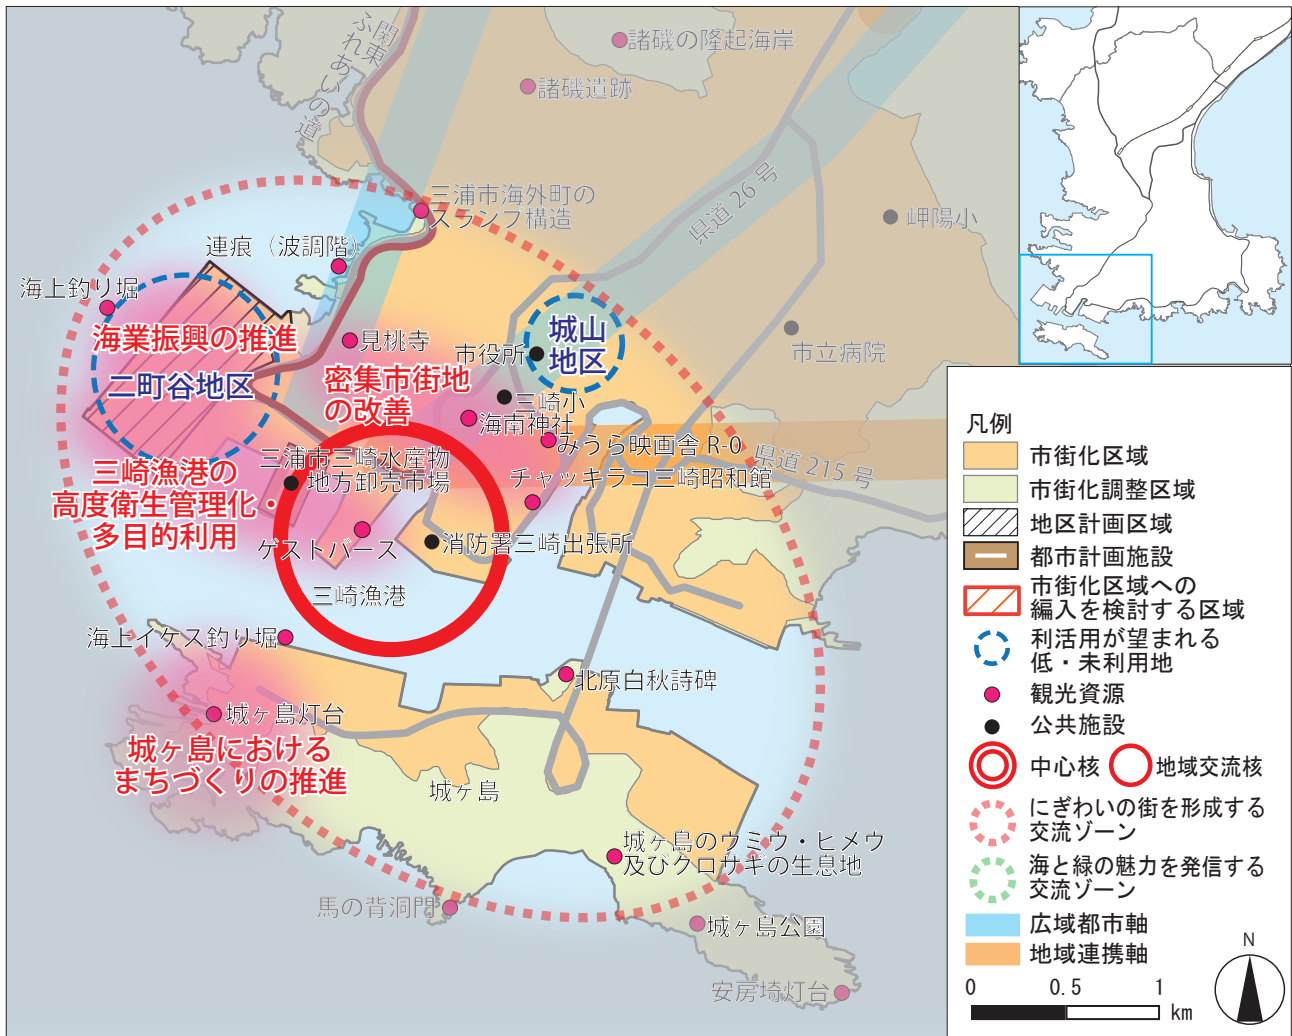 関東
ふれあいの道
諸磯の隆起海岸
諸磯遺跡
県道 26 号
岬陽小
三浦市海外町の
スランプ構造
漣痕（波調階）
海上釣り堀
海業振興の推進
二町谷地区
見桃寺
市役所
城山
地区
市立病院
密集市街地
の改善
三崎小
海南神社
みうら映画舎 R-0
県道 215 号
三浦市三崎水産物
地方卸売市場
チャッキラコ三崎昭和館
三崎漁港の
高度衛生管理化・
多目的利用
ゲストバース
消防署三崎出張所
三崎漁港
海上イケス釣り堀
北原白秋詩碑
城ヶ島灯台
城ヶ島における
まちづくりの推進
城ヶ島
城ヶ島のウミウ・ヒメウ
及びクロサギの生息地
馬の背洞門
城ヶ島公園
安房埼灯台
凡例
市街化区域
市街化調整区域
地区計画区域
都市計画施設
市街化区域への
編入を検討する区域
利活用が望まれる
低・未利用地
観光資源
公共施設
中心核 地域交流核
にぎわいの街を形成する
交流ゾーン
海と緑の魅力を発信する
交流ゾーン
広域都市軸
地域連携軸
0 0.5 1
km
N